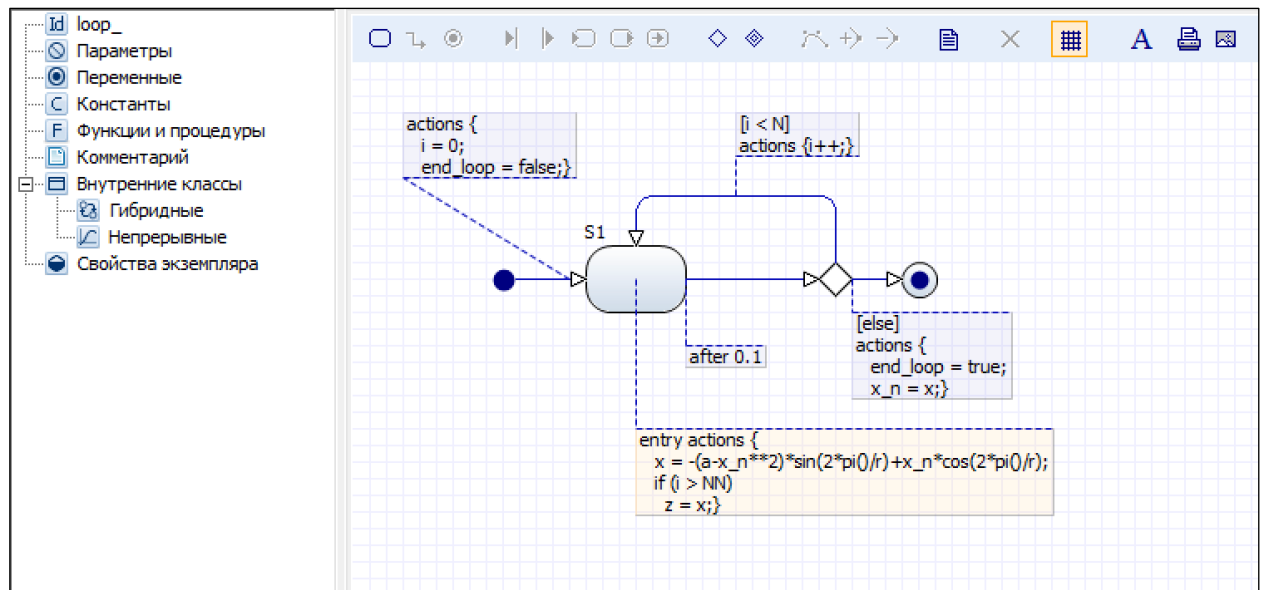 Id loop_
Параметры
Переменные
C Константы
F Функции и процедуры
Комментарий
Внутренние классы
Гибридные
Непрерывные
Свойства экземпляра
A
actions {
i = 0;
end_loop = false;}
[i < N]
actions {i++;}
S1
after 0.1
[else]
actions {
end_loop = true;
x_n = x;}
entry actions {
x = -(a-x_n**2)*sin(2*pi()/r)+x_n*cos(2*pi()/r);
if (i > NN)
z = x;}